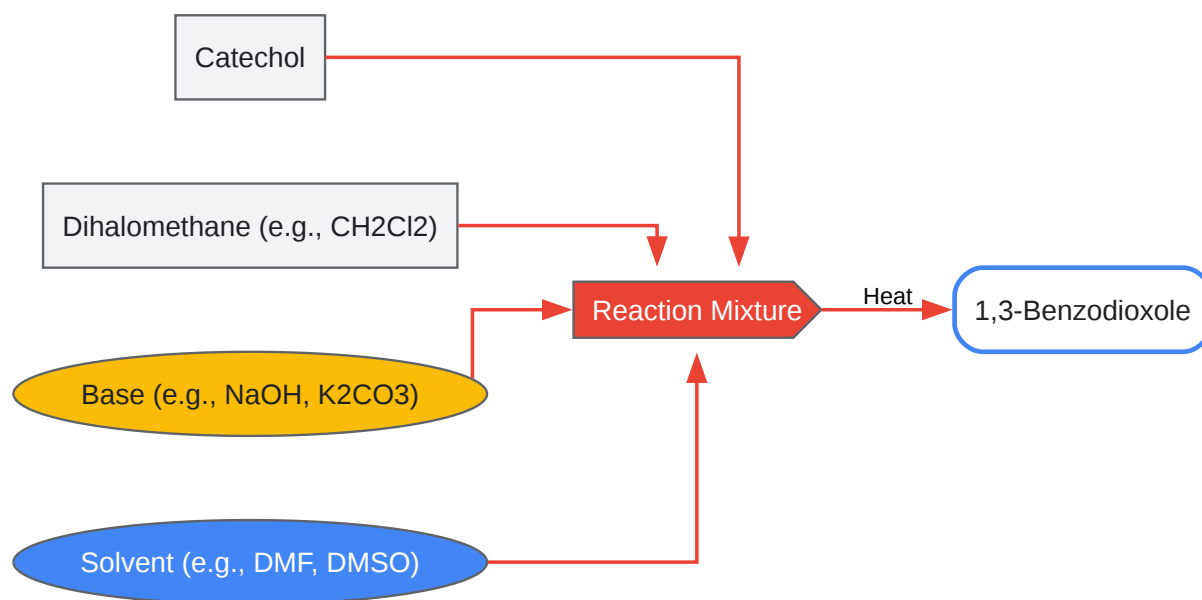 Catechol
Dihalomethane (e.g., CH2Cl2)
Reaction Mixture
Heat
1,3-Benzodioxole
Base (e.g., NaOH, K2CO3)
Solvent (e.g., DMF, DMSO)